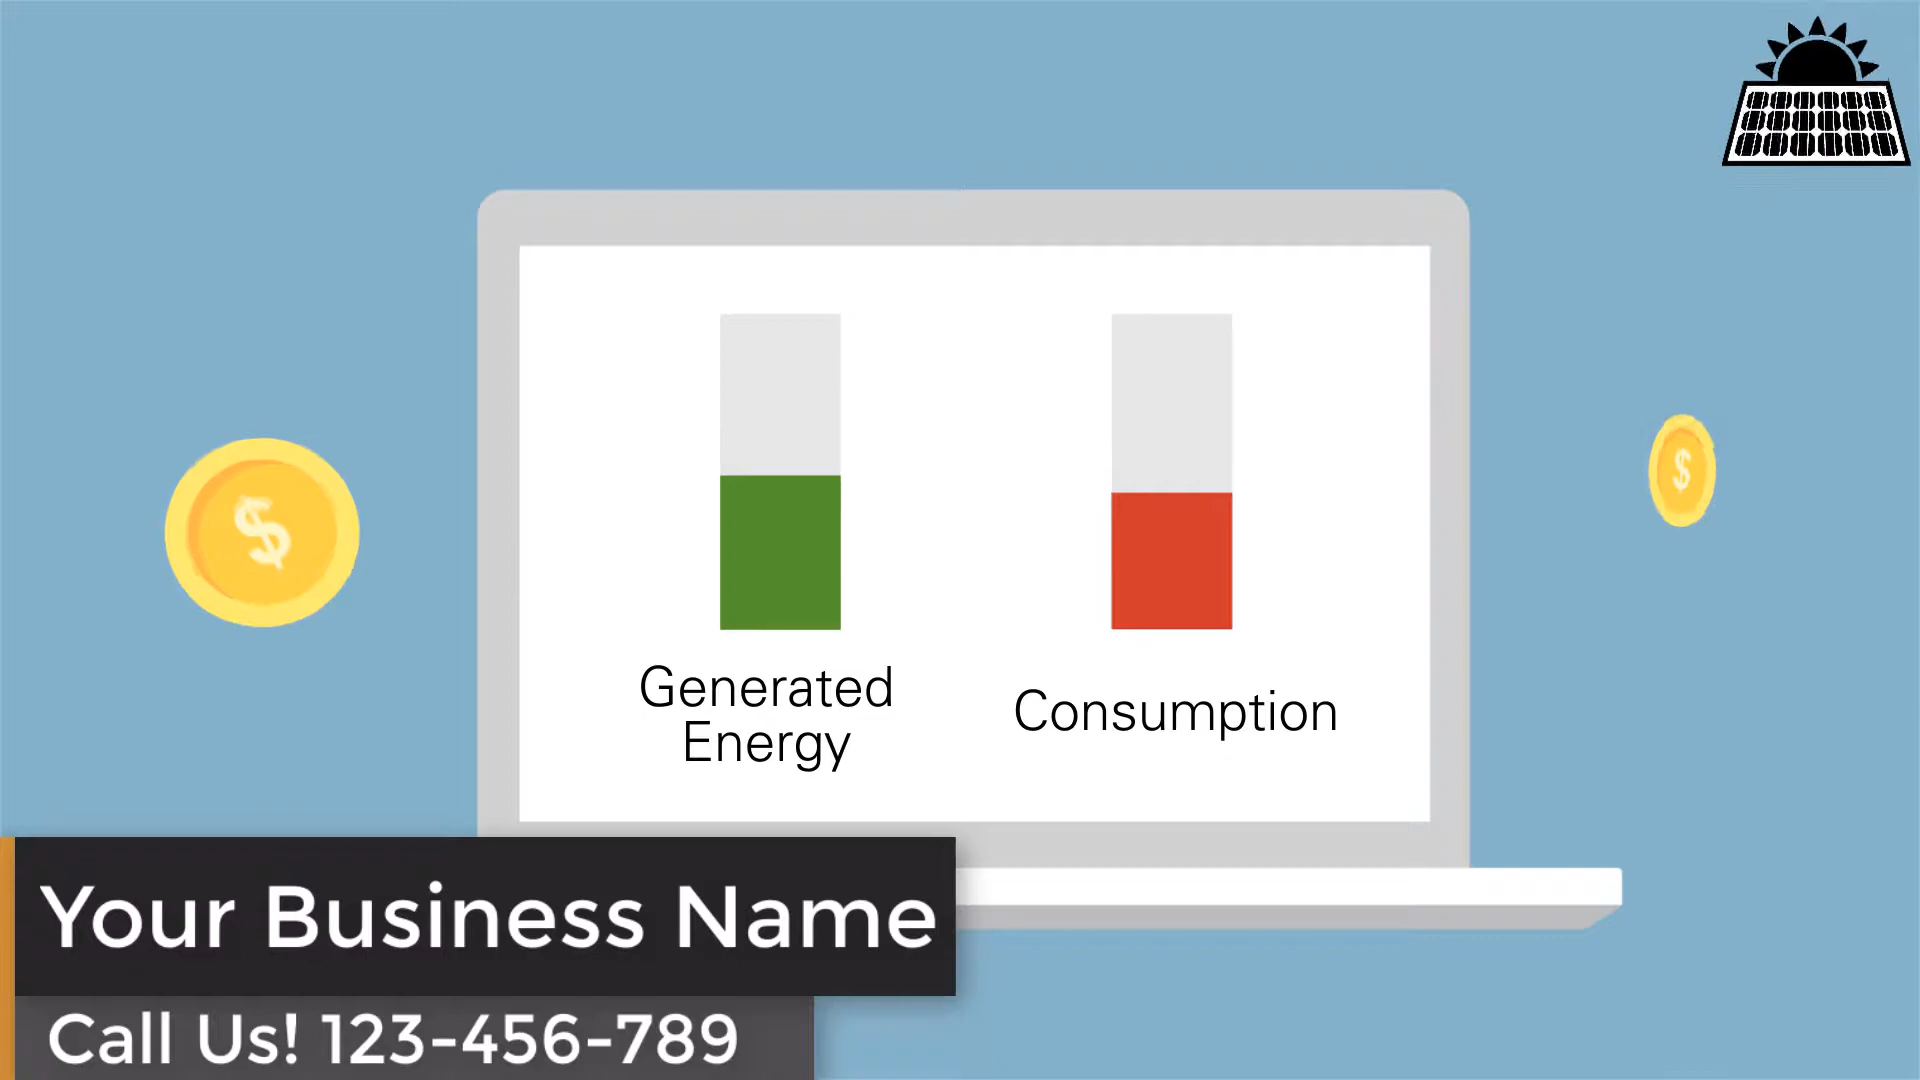 $
$
Generated
Energy
Consumption
Your Business Name
Call Us! 123-456-789